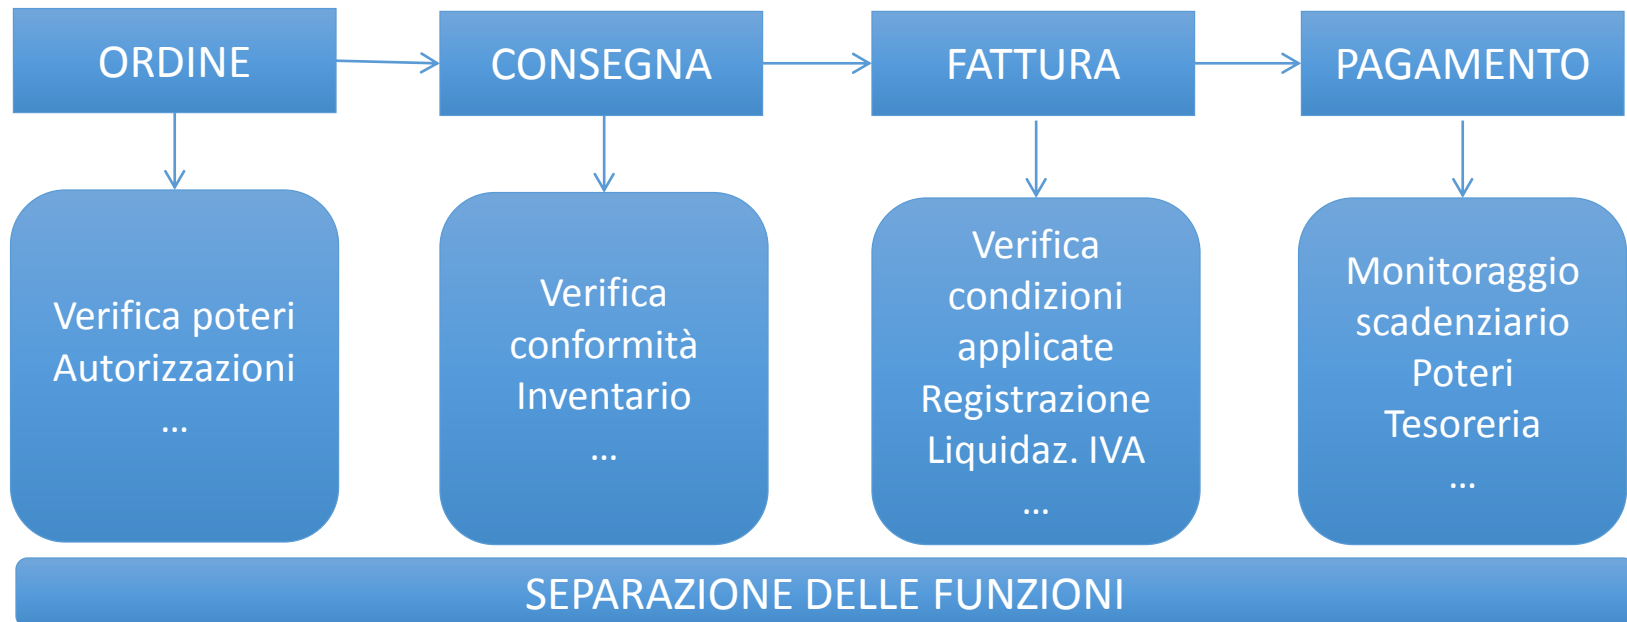 ORDINE
CONSEGNA
FATTURA
PAGAMENTO
Verifica poteri
Autorizzazioni
...
Verifica
conformità
Inventario
...
Verifica
condizioni
applicate
Registrazione
Liquidaz. IVA
...
Monitoraggio
scadenziario
Poteri
Tesoreria
...
SEPARAZIONE DELLE FUNZIONI